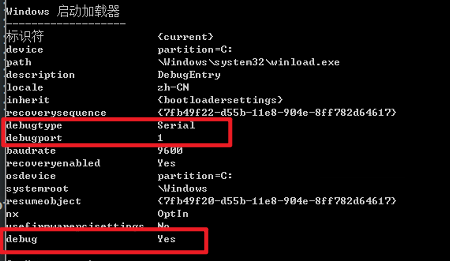 Windows 启动加载器
-------------------
标识符 {current}
device partition=C:
path \Windows\system32\winload.exe
description DebugEntry
locale zh-CN
inherit {bootloadersettings}
recoverysequence {7fb49f22-d55b-11e8-904e-8ff782d64617}
debugtype Serial
debugport 1
baudrate 9600
recoveryenabled Yes
osdevice partition=C:
systemroot \Windows
resumeobject {7fb49f20-d55b-11e8-904e-8ff782d64617}
nx OptIn
usefirmwarepcisettings No
debug Yes